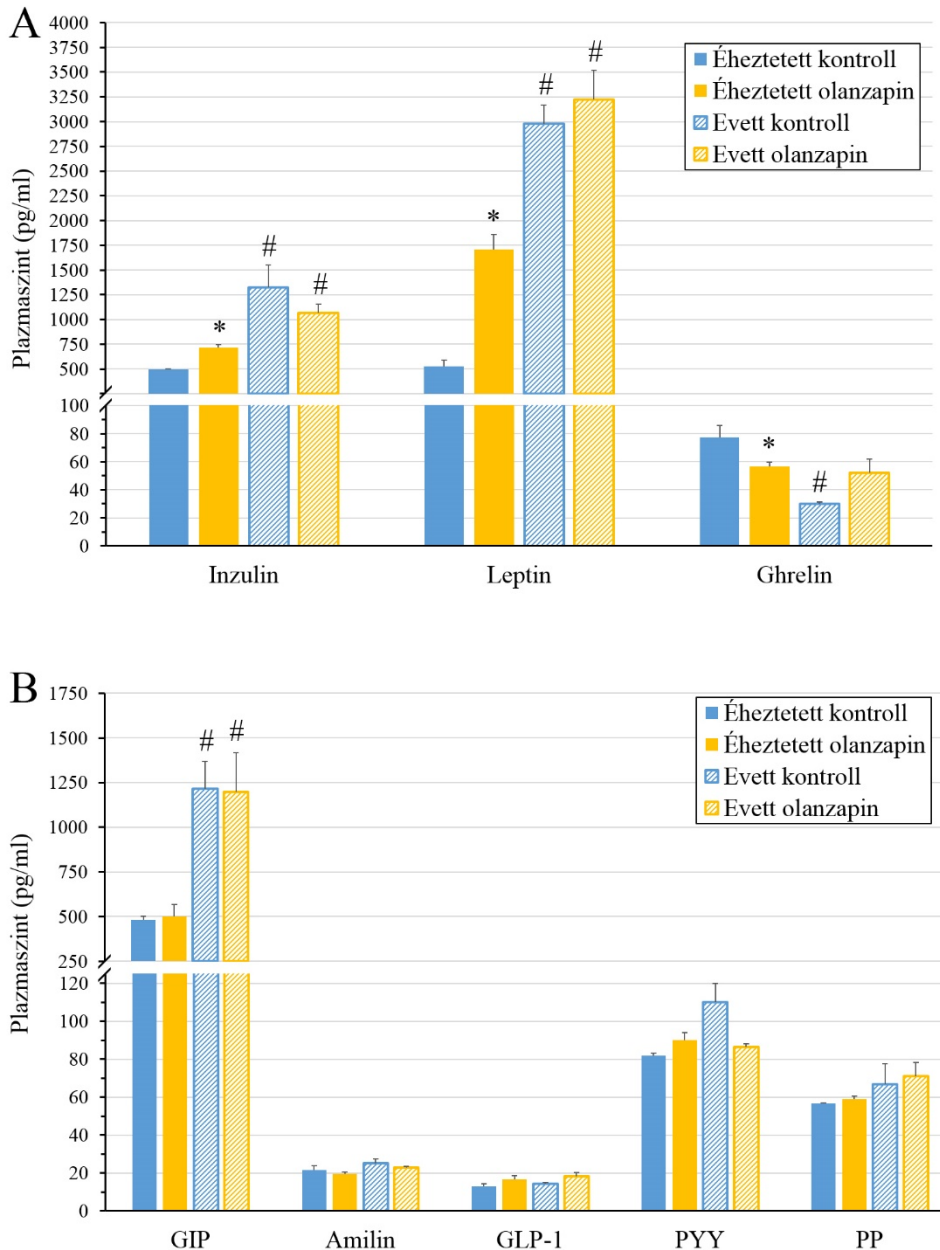 A
4000
3750
3500
3250
3000
2750
2500
2250
2000
1750
1500
1250
1000
750
500
100
80
60
40
20
0
Plazmaszint (pg/ml)
Éheztetett kontroll
Éheztetett olanzapin
Evett kontroll
Evett olanzapin
* # #
* # #
* #
Inzulin Leptin Ghrelin
B
1750
1500
1250
1000
750
500
250
120
100
80
60
40
20
0
Plazmaszint (pg/ml)
Éheztetett kontroll
Éheztetett olanzapin
Evett kontroll
Evett olanzapin
# #
GIP Amilin GLP-1 PYY PP